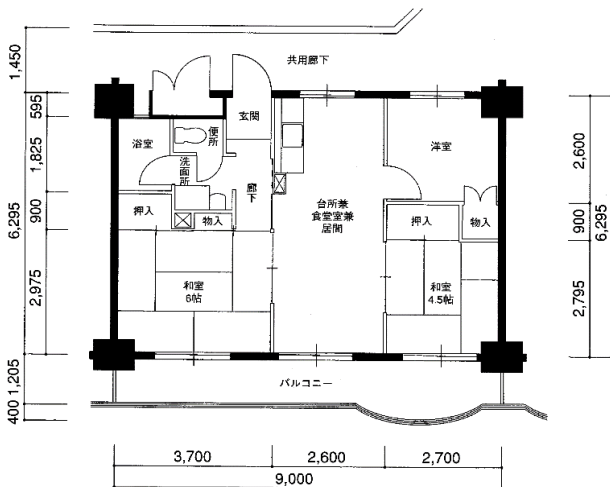 共用廊下
玄関
便所
浴室
洗面所
廊下
洋室
台所兼
食堂室兼
居間
押入
物入
押入
物入
和室
6帖
和室
4.5帖
バルコニー
1,450
595
1,825
900
2,975
6,295
1,205
400
2,600
900
2,795
6,295
3,700
2,600
2,700
9,000